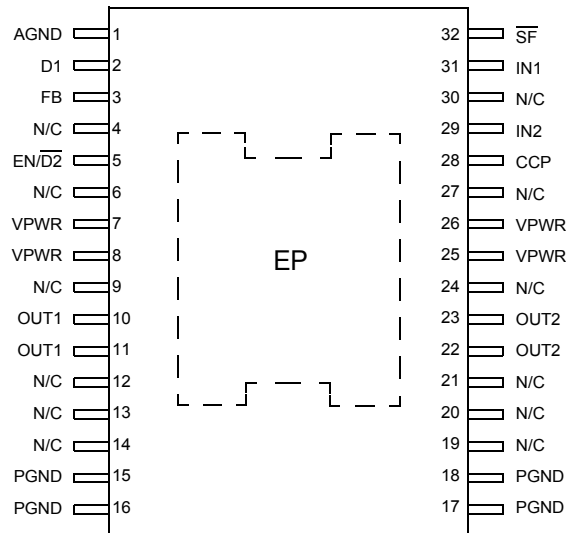 AGND 1 32 S̅F̅
D1 2 31 IN1
FB 3 30 N/C
N/C 4 29 IN2
EN/D̅2̅ 5 28 CCP
N/C 6 27 N/C
VPWR 7 26 VPWR
VPWR 8 25 VPWR
N/C 9 24 N/C
EP
OUT1 10 23 OUT2
OUT1 11 22 OUT2
N/C 12 21 N/C
N/C 13 20 N/C
N/C 14 19 N/C
PGND 15 18 PGND
PGND 16 17 PGND